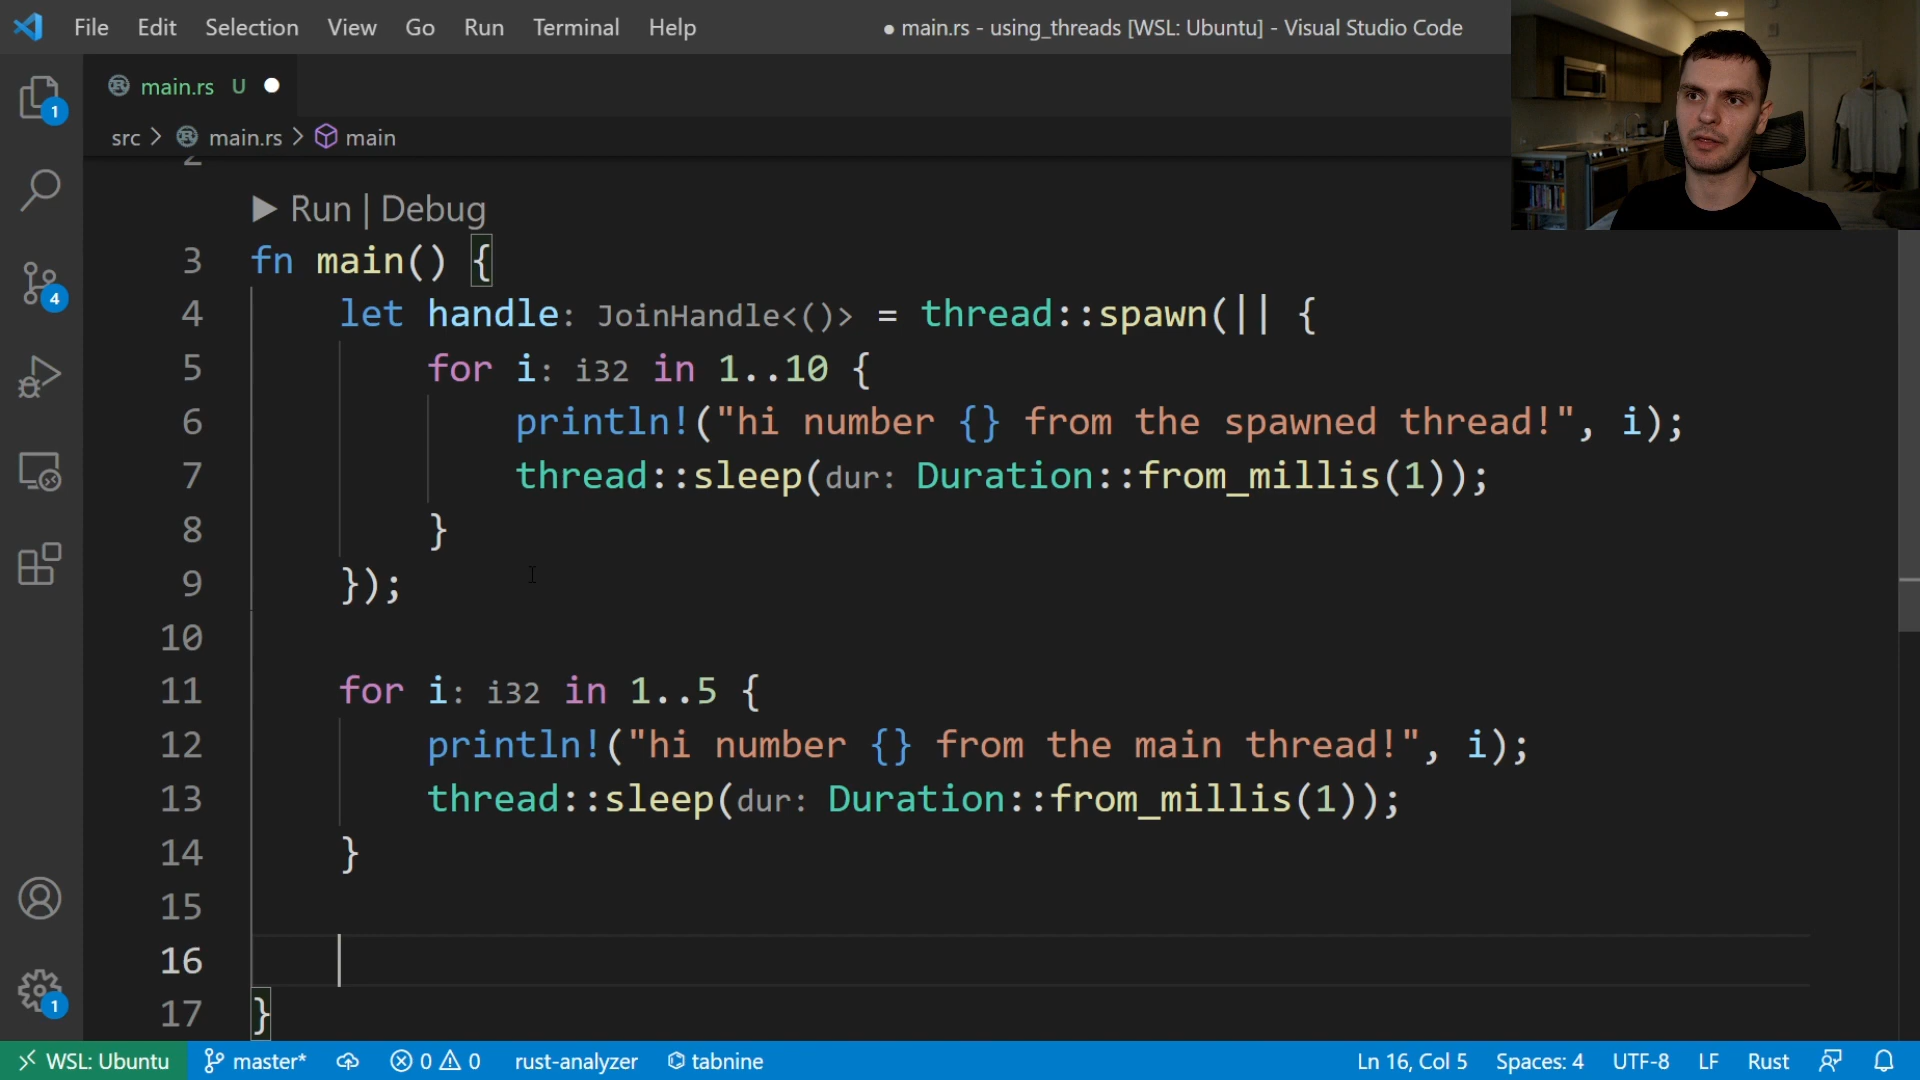 File Edit Selection View Go Run Terminal Help ● main.rs - using_threads [WSL: Ubuntu] - Visual Studio Code
main.rs U ●
src > main.rs > main
1
4
1
2
▶ Run | Debug
3 fn main() {
4 let handle: JoinHandle<()> = thread::spawn(|| {
5 for i: i32 in 1..10 {
6 println!("hi number {} from the spawned thread!", i);
7 thread::sleep(dur: Duration::from_millis(1));
8 }
9 });
10
11 for i: i32 in 1..5 {
12 println!("hi number {} from the main thread!", i);
13 thread::sleep(dur: Duration::from_millis(1));
14 }
15
16
17 }
WSL: Ubuntu master* 0 0 rust-analyzer tabnine Ln 16, Col 5 Spaces: 4 UTF-8 LF Rust